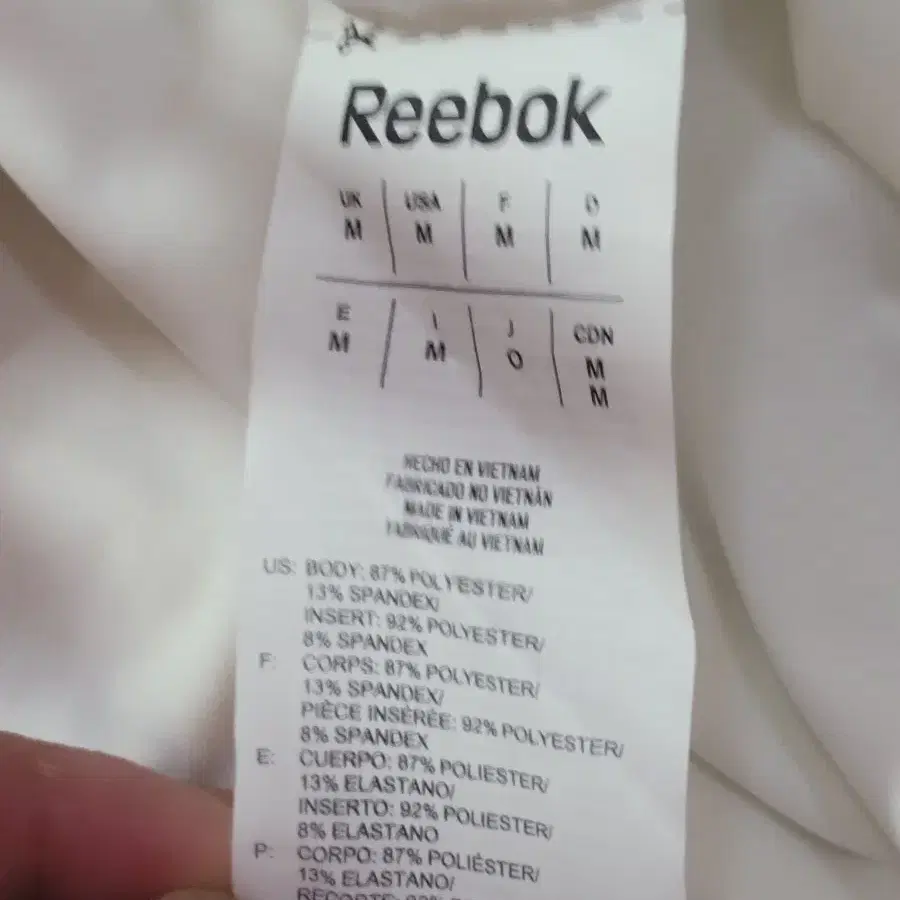 Reebok
UK USA F D
M M M M
E I J CDN
M M O M
M
HECHO EN VIETNAM
FABRICADO NO VIETNÃN
MADE IN VIETNAM
FABRIQUÉ AU VIETNAM
US: BODY: 87% POLYESTER/
13% SPANDEX/
INSERT: 92% POLYESTER/
8% SPANDEX
F: CORPS: 87% POLYESTER/
13% SPANDEX/
PIÈCE INSÉRÉE: 92% POLYESTER/
8% SPANDEX
E: CUERPO: 87% POLIESTER/
13% ELASTANO/
INSERTO: 92% POLIESTER/
8% ELASTANO
P: CORPO: 87% POLIÉSTER/
13% ELASTANO/